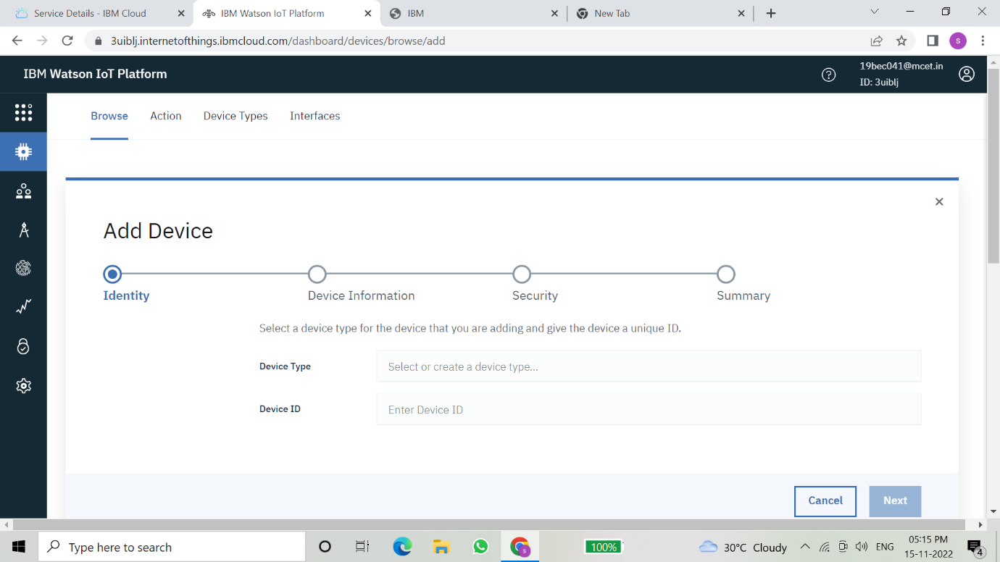 Service Details - IBM Cloud
IBM Watson IoT Platform
IBM
New Tab
3uiblj.internetofthings.ibmcloud.com/dashboard/devices/browse/add
s
IBM Watson IoT Platform
?
19bec041@mcet.in
ID: 3uiblj
Browse Action Device Types Interfaces
Add Device
Identity Device Information Security Summary
Select a device type for the device that you are adding and give the device a unique ID.
Device Type Select or create a device type...
Device ID Enter Device ID
Cancel Next
Type here to search
s
100%
30°C Cloudy
ENG
05:15 PM
15-11-2022
4